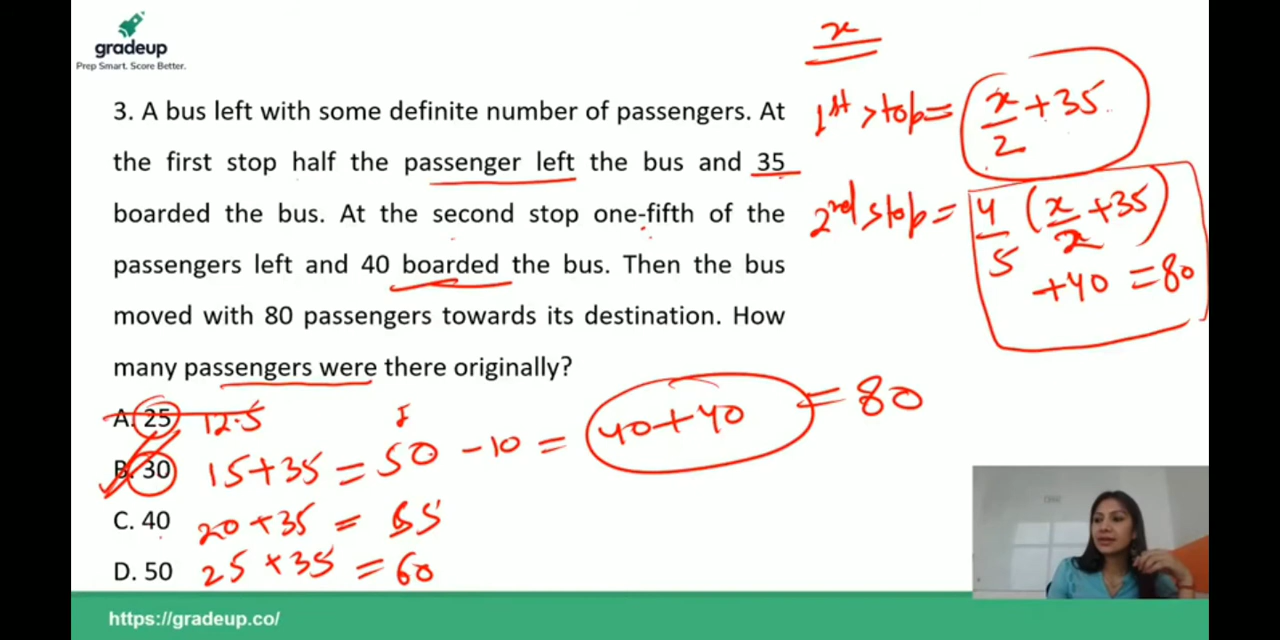 gradeup
Prep Smart. Score Better.
x
1st stop = x/2 + 35
2nd stop = 4/5 (x/2 + 35)
+40 = 80
3. A bus left with some definite number of passengers. At
the first stop half the passenger left the bus and 35
boarded the bus. At the second stop one-fifth of the
passengers left and 40 boarded the bus. Then the bus
moved with 80 passengers towards its destination. How
many passengers were there originally?
A. 25 12.5
B. 30 15+35 = 50 -10 = 40+40 = 80
C. 40 20+35 = 55
D. 50 25+35 = 60
https://gradeup.co/